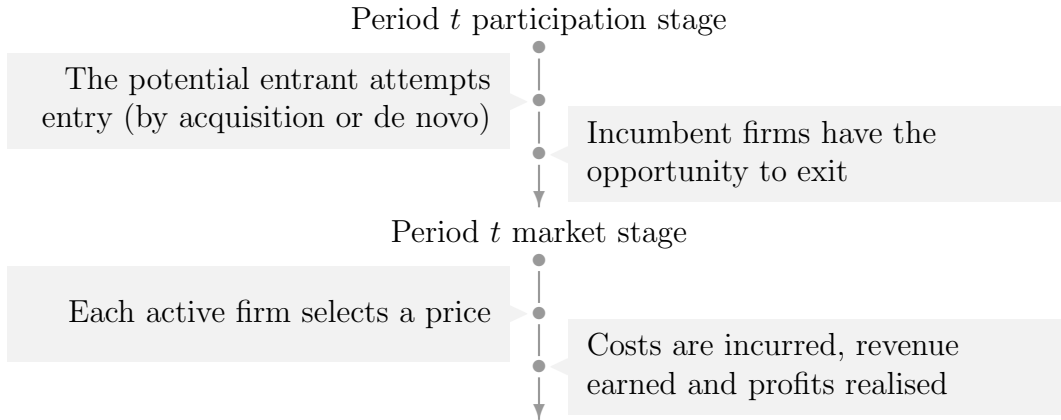 Period t participation stage
The potential entrant attempts
entry (by acquisition or de novo)
Incumbent firms have the
opportunity to exit
Period t market stage
Each active firm selects a price
Costs are incurred, revenue
earned and profits realised